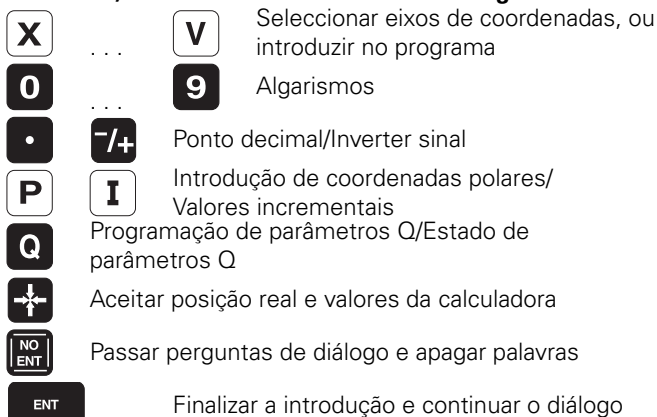 X ... V Seleccionar eixos de coordenadas, ou
introduzir no programa
0 ... 9 Algarismos
• -/+ Ponto decimal/Inverter sinal
P I Introdução de coordenadas polares/
Valores incrementais
Q Programação de parâmetros Q/Estado de
parâmetros Q
Aceitar posição real e valores da calculadora
NO
ENT Passar perguntas de diálogo e apagar palavras
ENT Finalizar a introdução e continuar o diálogo